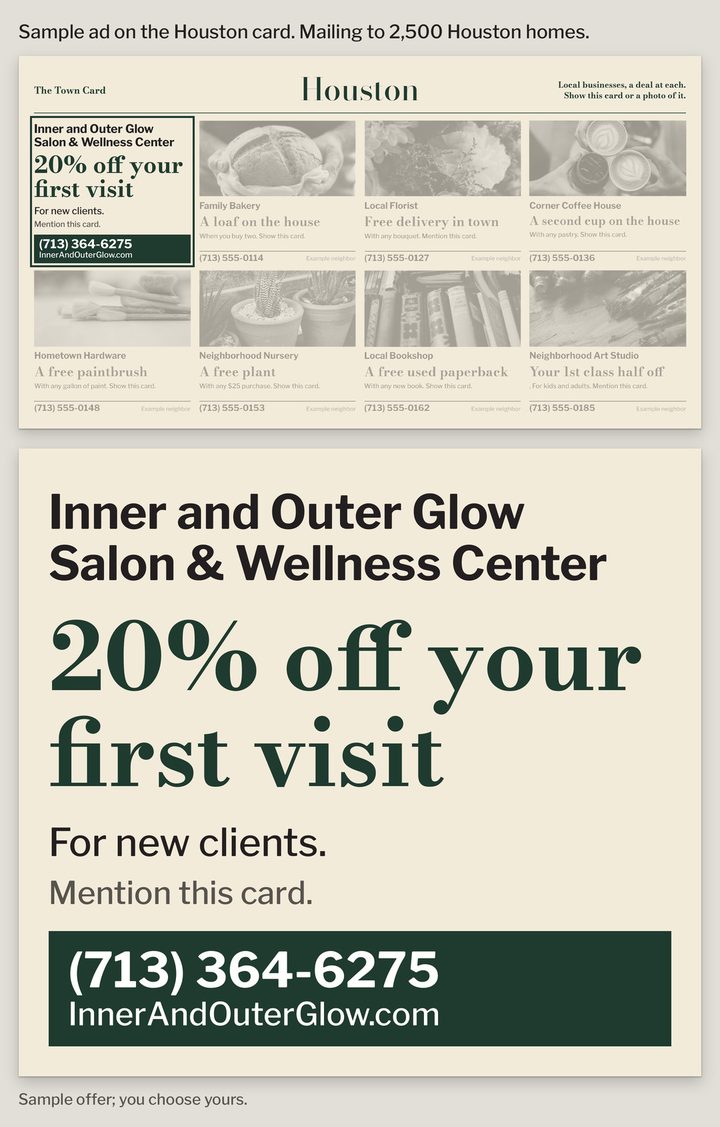 Sample ad on the Houston card. Mailing to 2,500 Houston homes.
The Town Card
Houston
Local businesses, a deal at each.
Show this card or a photo of it.
Inner and Outer Glow
Salon & Wellness Center
20% off your
first visit
For new clients.
Mention this card.
(713) 364-6275
InnerAndOuterGlow.com
Family Bakery
A loaf on the house
When you buy two. Show this card.
(713) 555-0114
Example neighbor
Local Florist
Free delivery in town
With any bouquet. Mention this card.
(713) 555-0127
Example neighbor
Corner Coffee House
A second cup on the house
With any pastry. Show this card.
(713) 555-0136
Example neighbor
Hometown Hardware
A free paintbrush
With any gallon of paint. Show this card.
(713) 555-0148
Example neighbor
Neighborhood Nursery
A free plant
With any $25 purchase. Show this card.
(713) 555-0153
Example neighbor
Local Bookshop
A free used paperback
With any new book. Show this card.
(713) 555-0162
Example neighbor
Neighborhood Art Studio
Your 1st class half off
For kids and adults. Mention this card.
(713) 555-0185
Example neighbor
Inner and Outer Glow
Salon & Wellness Center
20% off your
first visit
For new clients.
Mention this card.
(713) 364-6275
InnerAndOuterGlow.com
Sample offer; you choose yours.